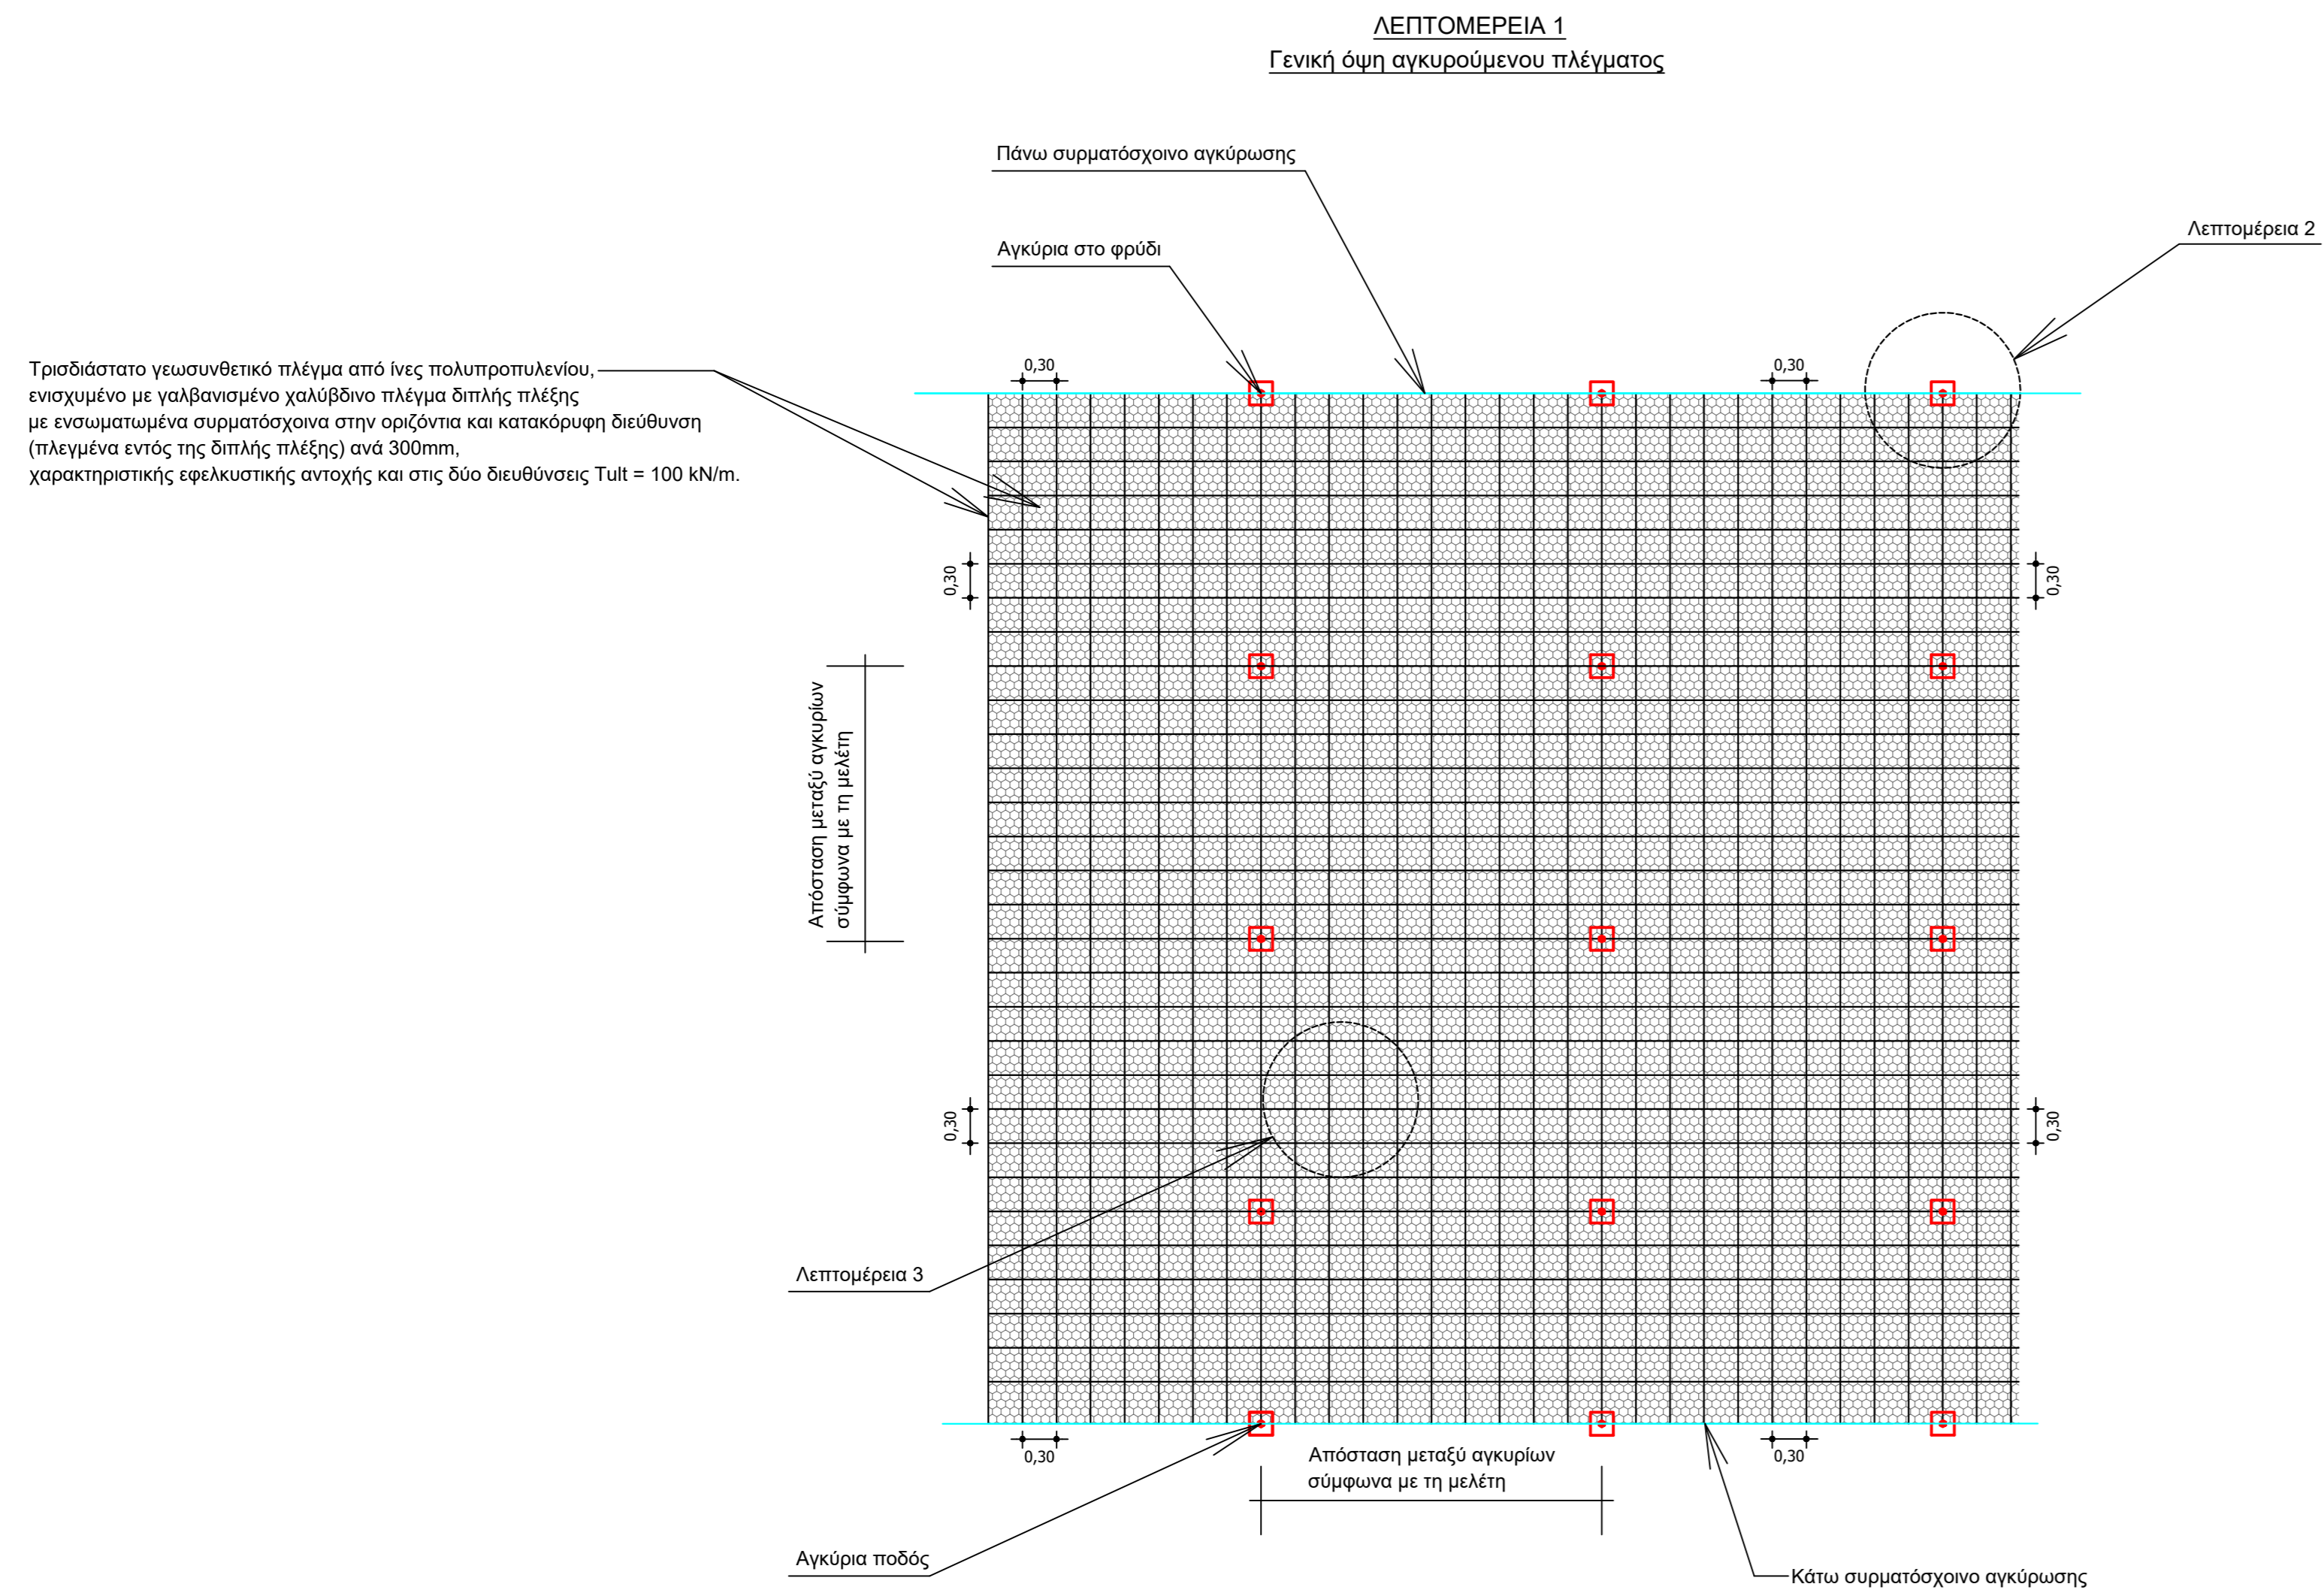 ΛΕΠΤΟΜΕΡΕΙΑ 1
Γενική όψη αγκυρούμενου πλέγματος
Πάνω συρματόσχοινο αγκύρωσης
Λεπτομέρεια 2
Αγκύρια στο φρύδι
0,30
0,30
Τρισδιάστατο γεωσυνθετικό πλέγμα από ίνες πολυπροπυλενίου,
ενισχυμένο με γαλβανισμένο χαλύβδινο πλέγμα διπλής πλέξης
με ενσωματωμένα συρματόσχοινα στην οριζόντια και κατακόρυφη διεύθυνση
(πλεγμένα εντός της διπλής πλέξης) ανά 300mm,
χαρακτηριστικής εφελκυστικής αντοχής και στις δύο διευθύνσεις Tult = 100 kN/m.
0,30
0,30
Απόσταση μεταξύ αγκυρίων
σύμφωνα με τη μελέτη
0,30
0,30
Λεπτομέρεια 3
0,30
Απόσταση μεταξύ αγκυρίων
σύμφωνα με τη μελέτη
0,30
Αγκύρια ποδός
Κάτω συρματόσχοινο αγκύρωσης